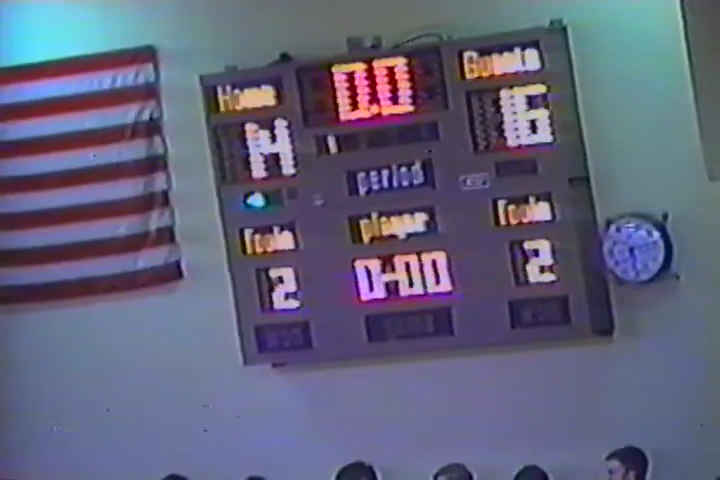 Home 0.0 Guests
14 16
period
Fouls player Fouls
2 0-00 2